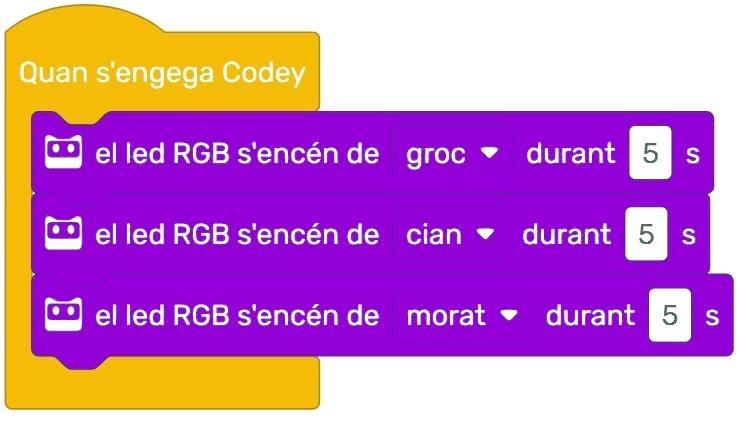 Quan s'engega Codey
el led RGB s'encén de groc durant 5 s
el led RGB s'encén de cian durant 5 s
el led RGB s'encén de morat durant 5 s